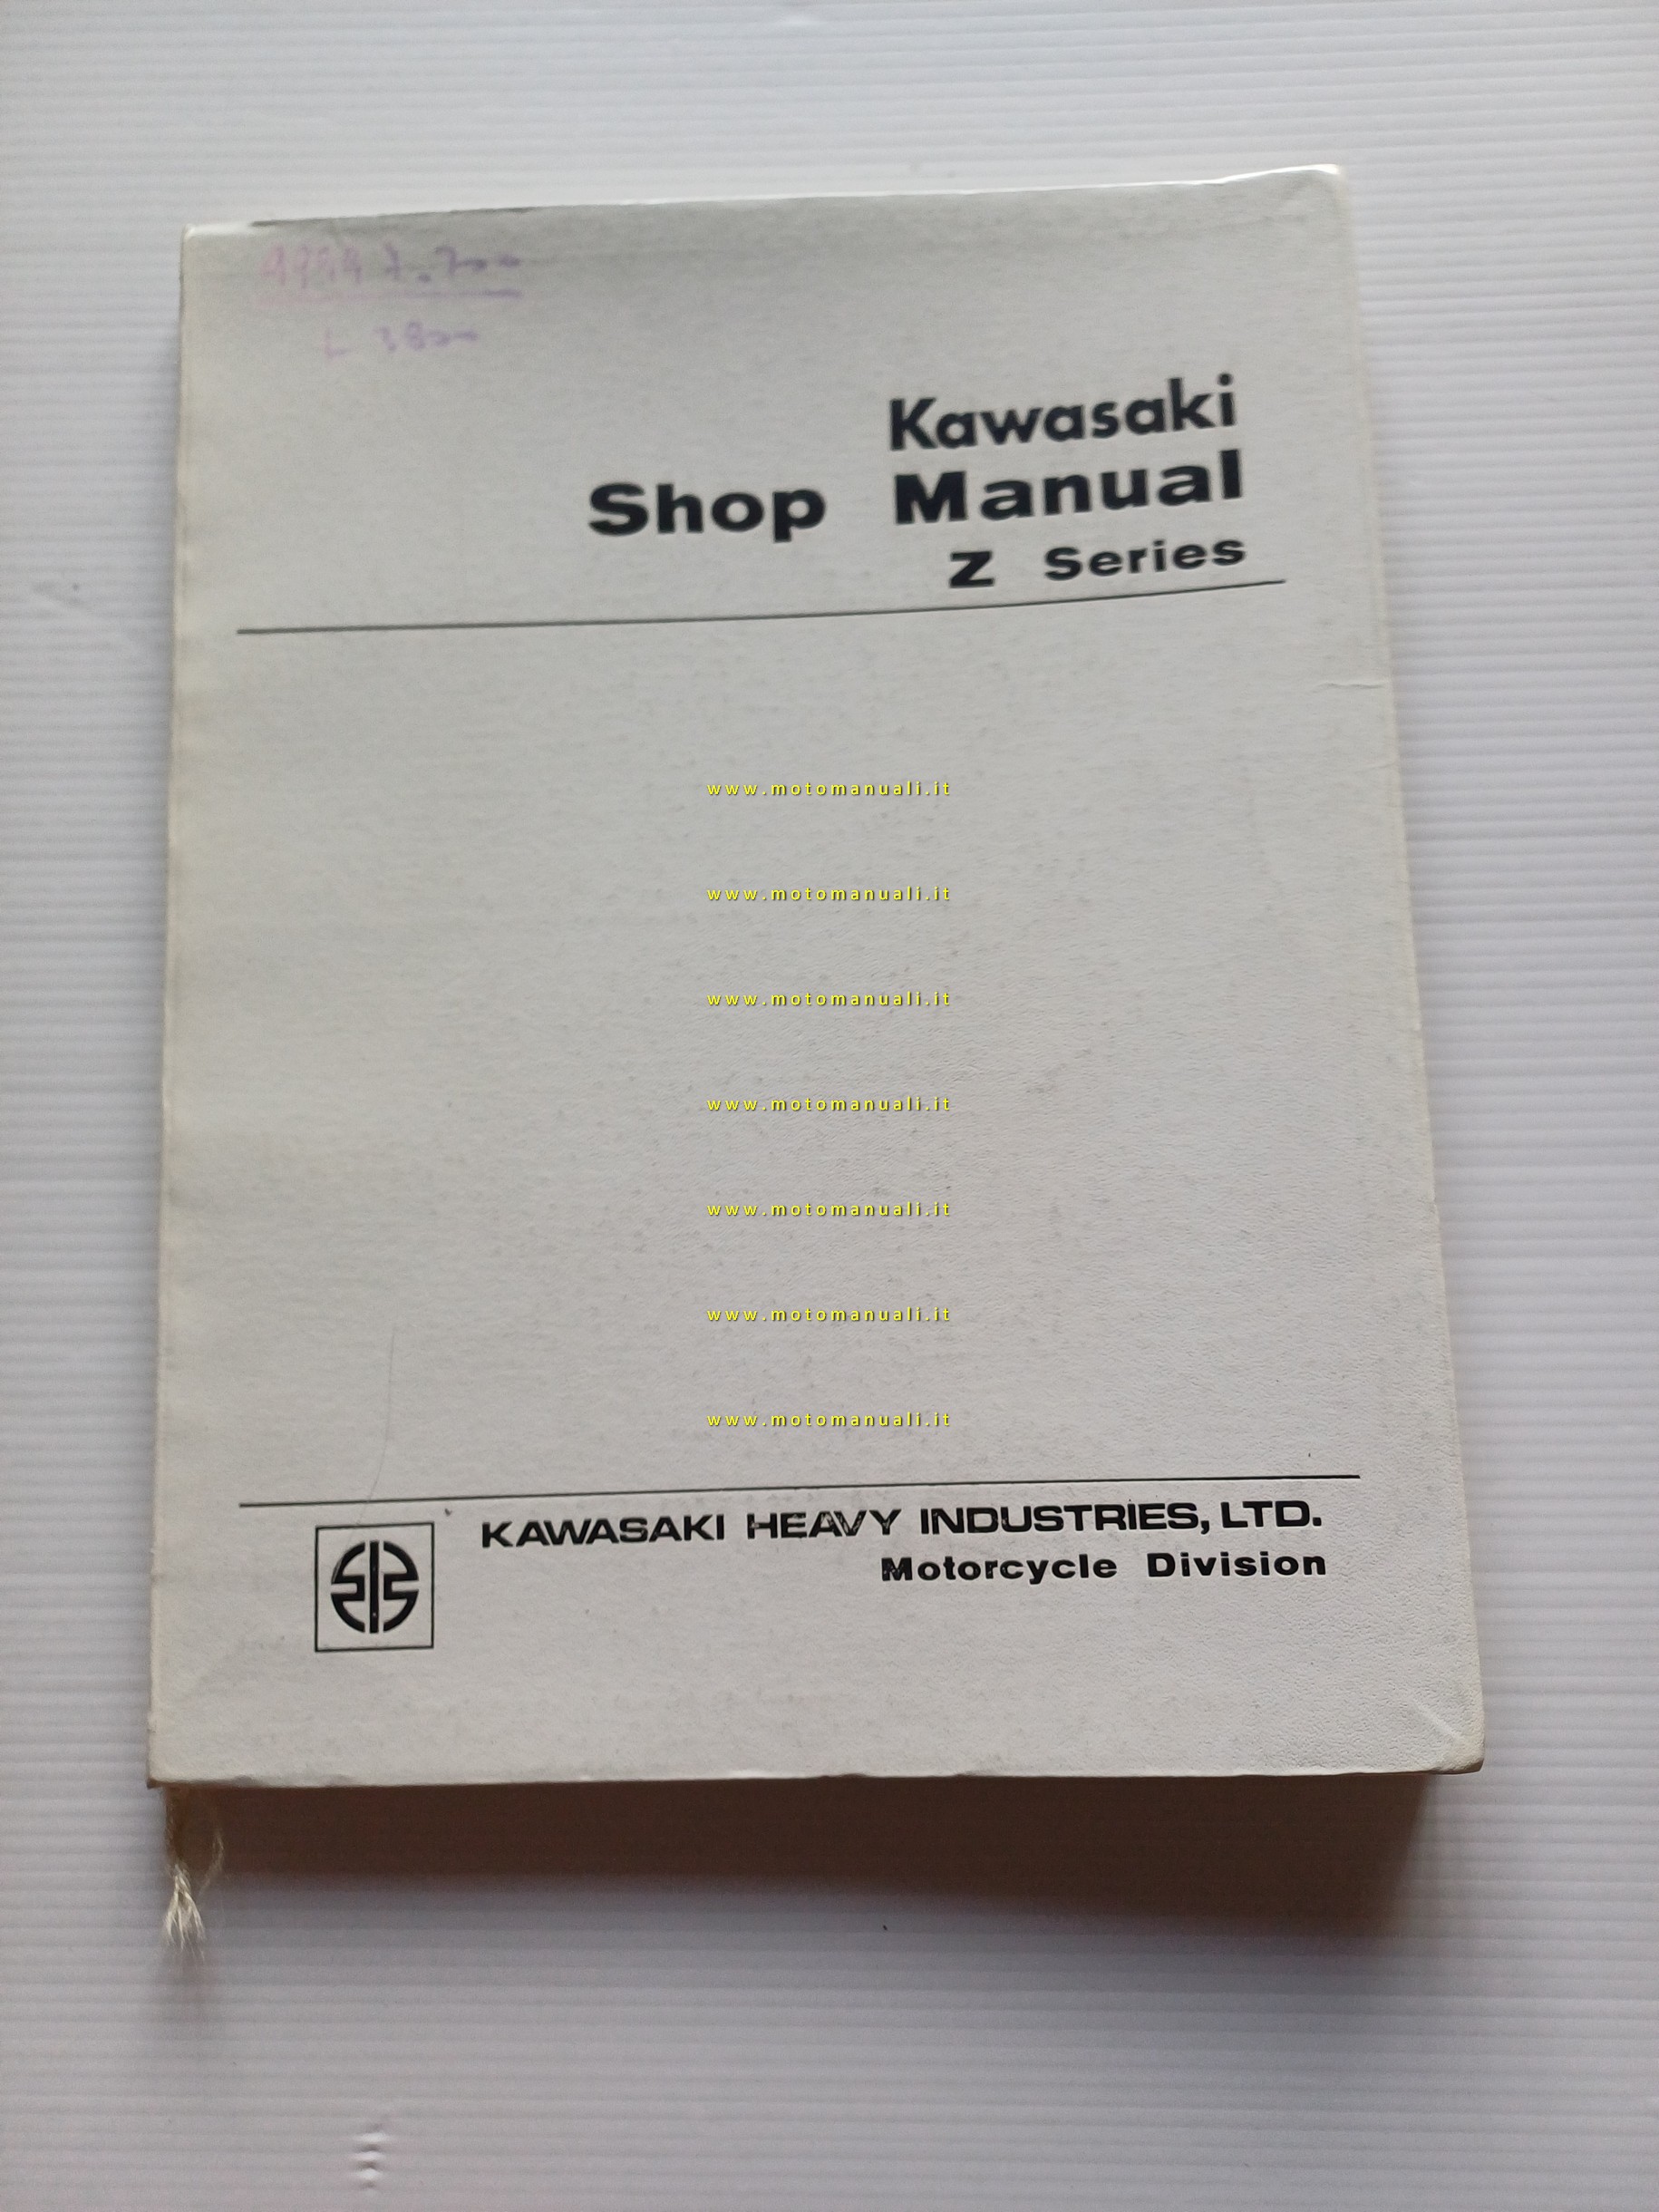 Kawasaki
Shop Manual
Z Series
www.motomanuali.it
www.motomanuali.it
www.motomanuali.it
www.motomanuali.it
www.motomanuali.it
www.motomanuali.it
www.motomanuali.it
KAWASAKI HEAVY INDUSTRIES, LTD.
Motorcycle Division